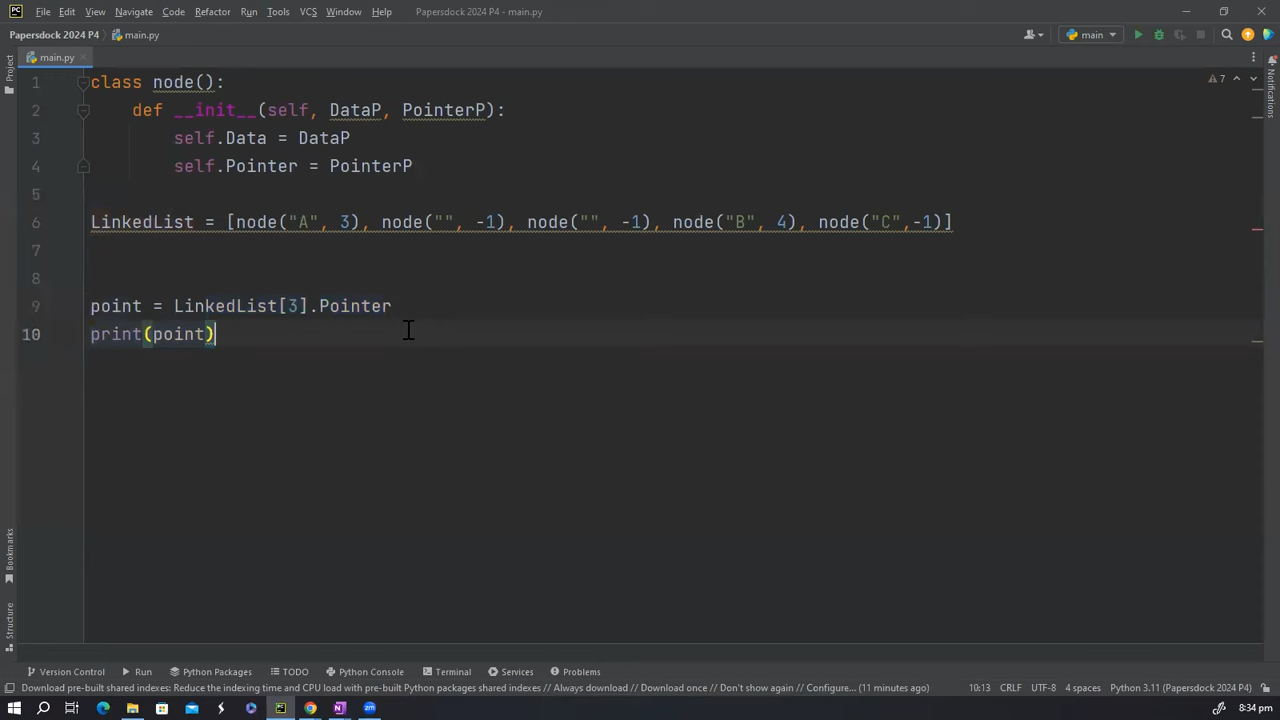 PC File Edit View Navigate Code Refactor Run Tools VCS Window Help Papersdock 2024 P4 - main.py
Papersdock 2024 P4 main.py main
main.py
Project
Notifications
7
1 class node():
2 def __init__(self, DataP, PointerP):
3 self.Data = DataP
4 self.Pointer = PointerP
5
6 LinkedList = [node("A", 3), node("", -1), node("", -1), node("B", 4), node("C",-1)]
7
8
9 point = LinkedList[3].Pointer
10 print(point)
Bookmarks
Structure
Version Control Run Python Packages TODO Python Console Terminal Services Problems
Download pre-built shared indexes: Reduce the indexing time and CPU load with pre-built Python packages shared indexes // Always download // Download once // Don't show again // Configure... (11 minutes ago) 10:13 CRLF UTF-8 4 spaces Python 3.11 (Papersdock 2024 P4)
8:34 pm